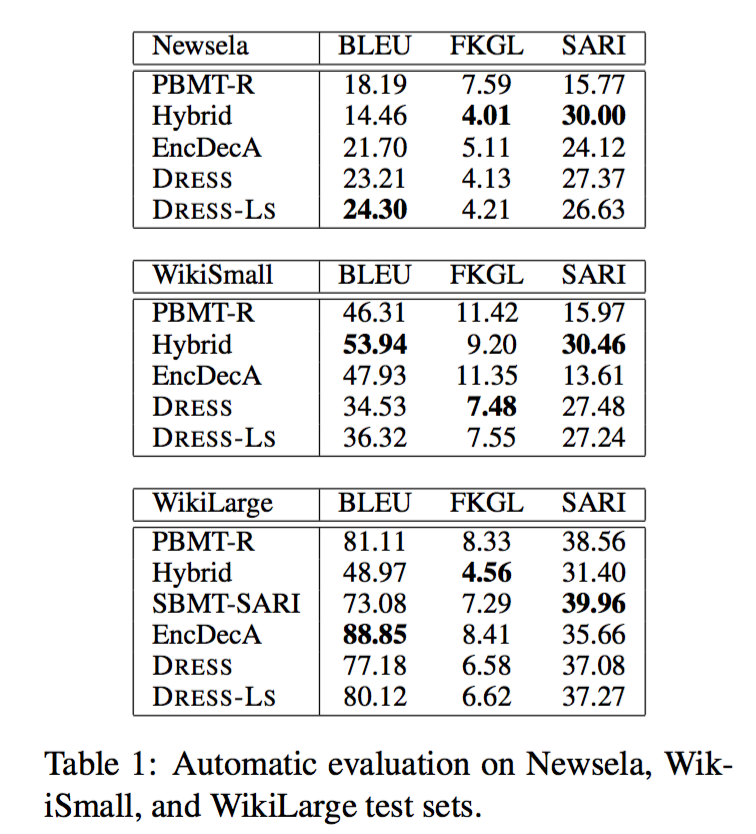 Newsela BLEU FKGL SARI
PBMT-R 18.19 7.59 15.77
Hybrid 14.46 4.01 30.00
EncDecA 21.70 5.11 24.12
DRESS 23.21 4.13 27.37
DRESS-LS 24.30 4.21 26.63
WikiSmall BLEU FKGL SARI
PBMT-R 46.31 11.42 15.97
Hybrid 53.94 9.20 30.46
EncDecA 47.93 11.35 13.61
DRESS 34.53 7.48 27.48
DRESS-LS 36.32 7.55 27.24
WikiLarge BLEU FKGL SARI
PBMT-R 81.11 8.33 38.56
Hybrid 48.97 4.56 31.40
SBMT-SARI 73.08 7.29 39.96
EncDecA 88.85 8.41 35.66
DRESS 77.18 6.58 37.08
DRESS-LS 80.12 6.62 37.27
Table 1: Automatic evaluation on Newsela, Wik-
iSmall, and WikiLarge test sets.